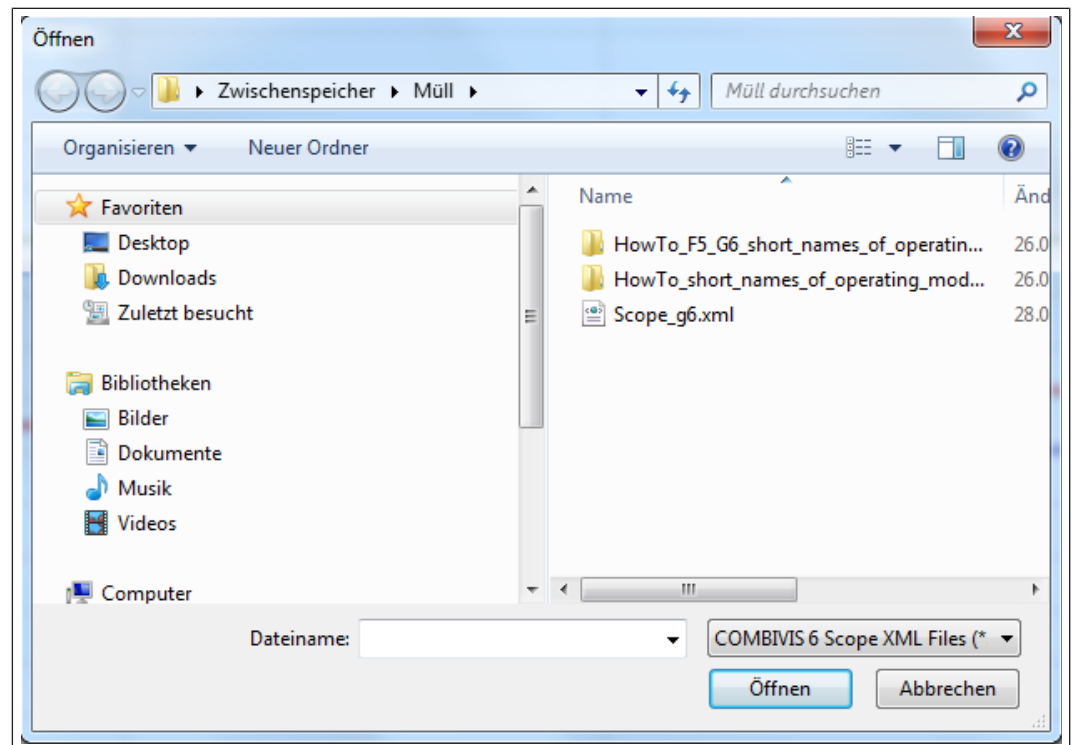 Öffnen
Zwischenspeicher Müll
Müll durchsuchen
Organisieren Neuer Ordner
Favoriten
Desktop
Downloads
Zuletzt besucht
Bibliotheken
Bilder
Dokumente
Musik
Videos
Computer
Name Änd
HowTo_F5_G6_short_names_of_operatin... 26.0
HowTo_short_names_of_operating_mod... 26.0
Scope_g6.xml 28.0
Dateiname:
COMBIVIS 6 Scope XML Files (*
Öffnen Abbrechen